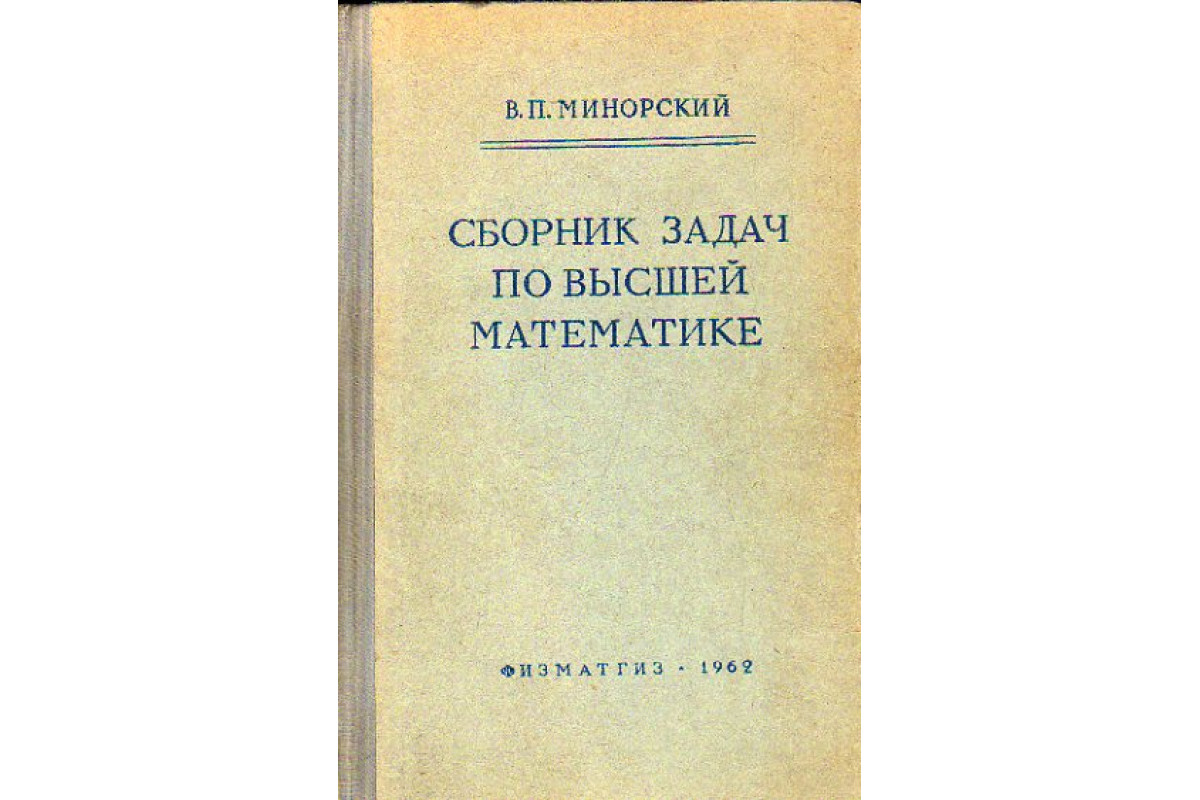 В.П.МИНОРСКИЙ
СБОРНИК ЗАДАЧ
ПО ВЫСШЕЙ
МАТЕМАТИКЕ
ФИЗМАТГИЗ · 1962